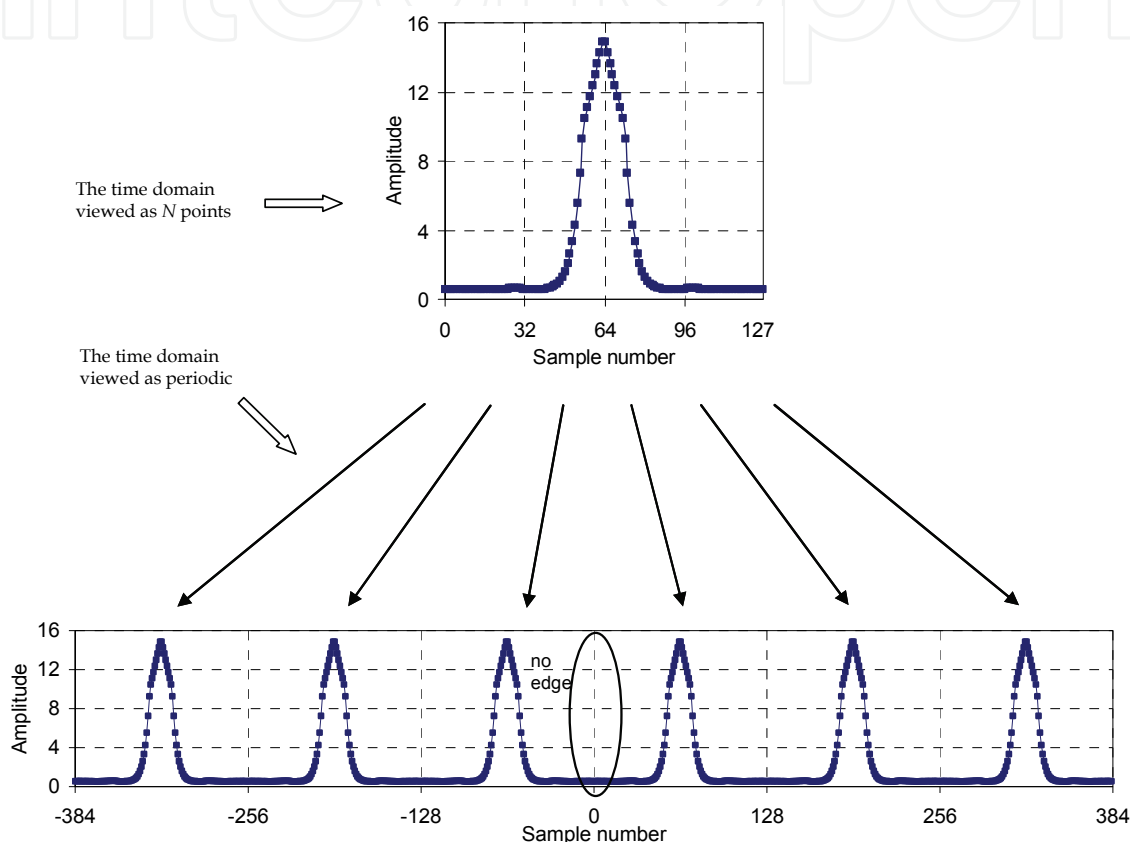 16
12
8
4
0
Amplitude
0 32 64 96 127
Sample number
The time domain
viewed as N points
The time domain
viewed as periodic
16
12
8
4
0
Amplitude
no
edge
-384 -256 -128 0 128 256 384
Sample number